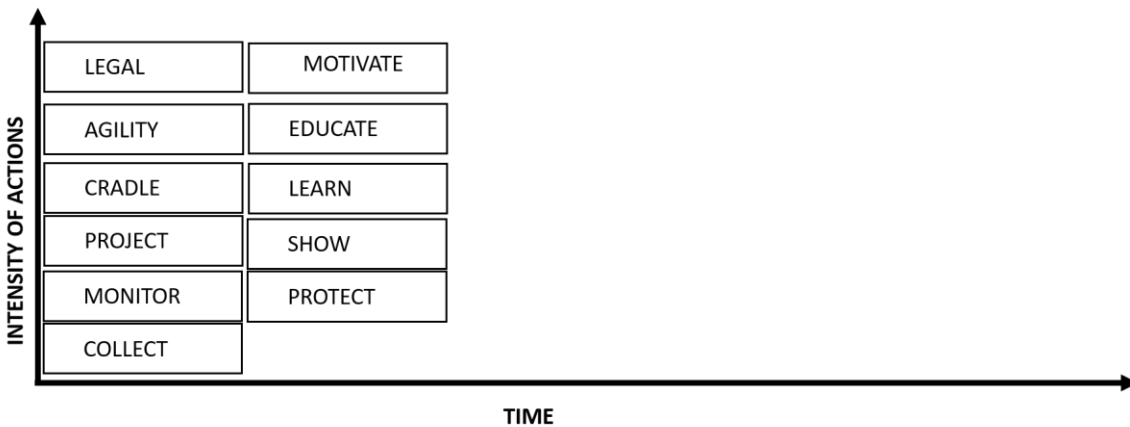 INTENSITY OF ACTIONS
LEGAL
MOTIVATE
AGILITY
EDUCATE
CRADLE
LEARN
PROJECT
SHOW
MONITOR
PROTECT
COLLECT
TIME